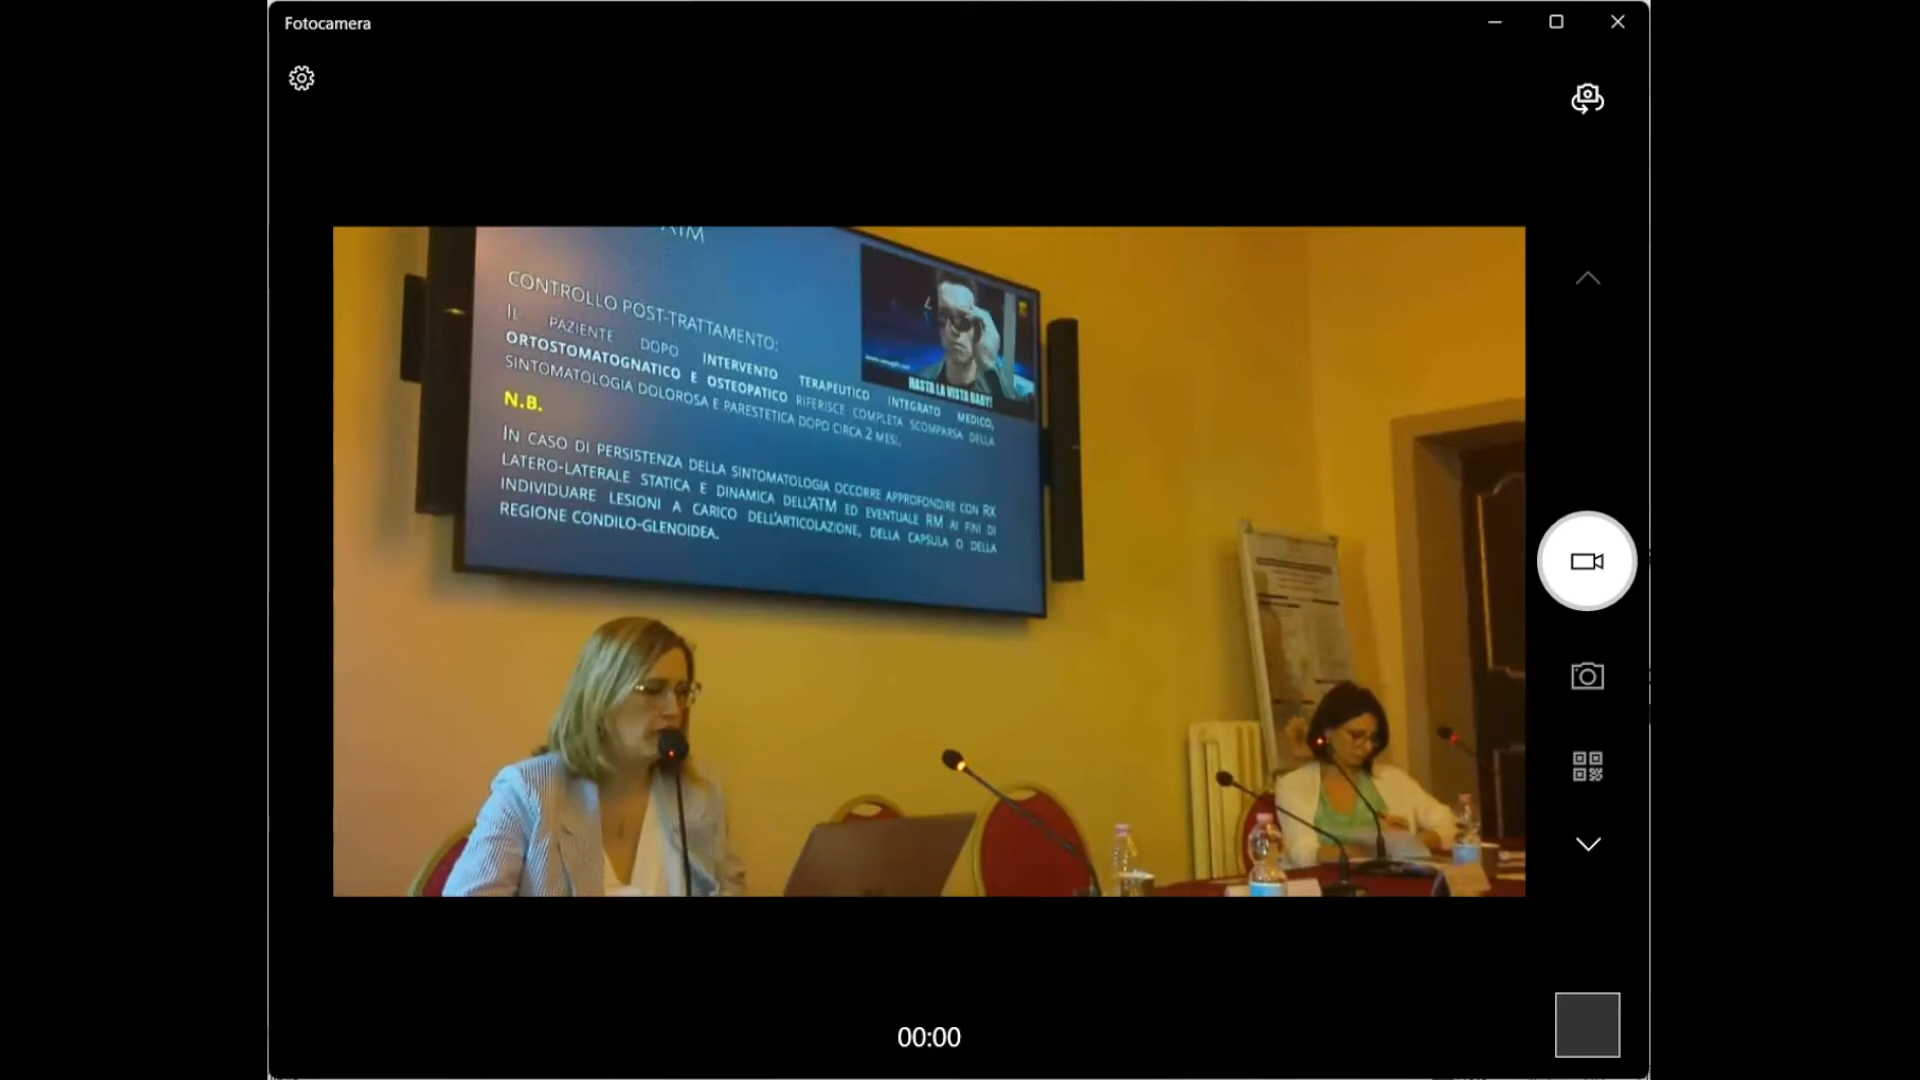 Fotocamera
ATM
CONTROLLO POST-TRATTAMENTO:
IL PAZIENTE DOPO INTERVENTO TERAPEUTICO INTEGRATO MEDICO,
ORTOSTOMATOGNATICO E OSTEOPATICO RIFERISCE COMPLETA SCOMPARSA DELLA
SINTOMATOLOGIA DOLOROSA E PARESTETICA DOPO CIRCA 2 MESI.
HASTA LA VISTA BABY!
N.B.
IN CASO DI PERSISTENZA DELLA SINTOMATOLOGIA OCCORRE APPROFONDIRE CON RX
LATERO-LATERALE STATICA E DINAMICA DELL'ATM ED EVENTUALE RM AI FINI DI
INDIVIDUARE LESIONI A CARICO DELL'ARTICOLAZIONE, DELLA CAPSULA O DELLA
REGIONE CONDILO-GLENOIDEA.
00:00